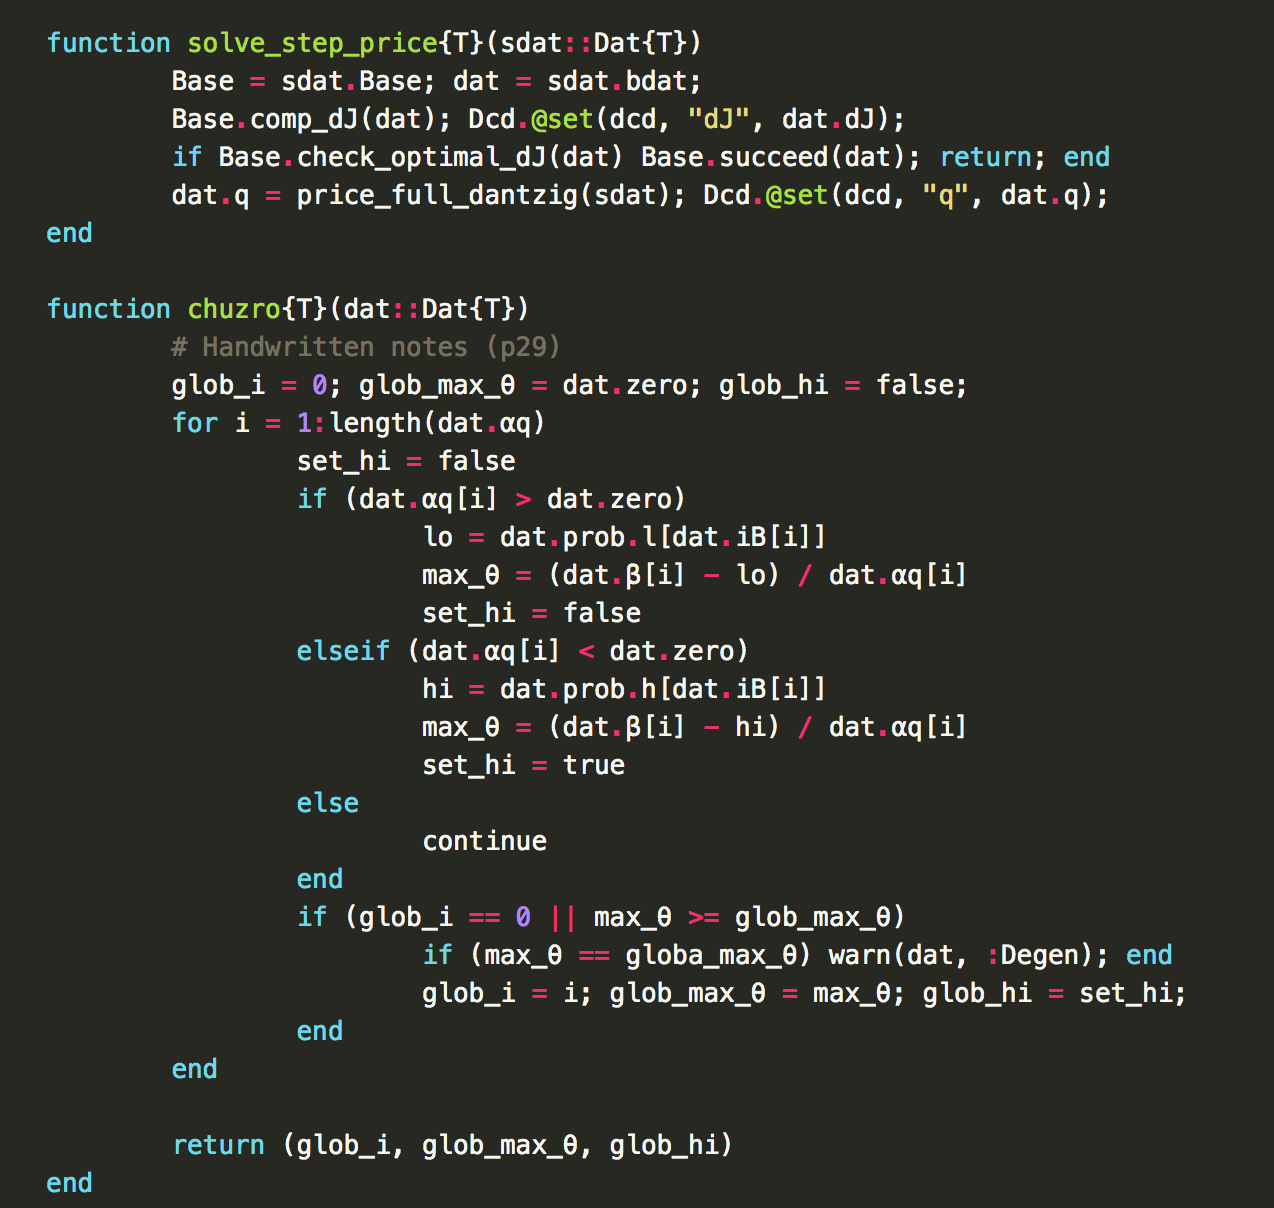 function solve_step_price{T}(sdat::Dat{T})
        Base = sdat.Base; dat = sdat.bdat;
        Base.comp_dJ(dat); Dcd.@set(dcd, "dJ", dat.dJ);
        if Base.check_optimal_dJ(dat) Base.succeed(dat); return; end
        dat.q = price_full_dantzig(sdat); Dcd.@set(dcd, "q", dat.q);
end

function chuzro{T}(dat::Dat{T})
        # Handwritten notes (p29)
        glob_i = 0; glob_max_θ = dat.zero; glob_hi = false;
        for i = 1:length(dat.αq)
                set_hi = false
                if (dat.αq[i] > dat.zero)
                        lo = dat.prob.l[dat.iB[i]]
                        max_θ = (dat.β[i] - lo) / dat.αq[i]
                        set_hi = false
                elseif (dat.αq[i] < dat.zero)
                        hi = dat.prob.h[dat.iB[i]]
                        max_θ = (dat.β[i] - hi) / dat.αq[i]
                        set_hi = true
                else
                        continue
                end
                if (glob_i == 0 || max_θ >= glob_max_θ)
                        if (max_θ == globa_max_θ) warn(dat, :Degen); end
                        glob_i = i; glob_max_θ = max_θ; glob_hi = set_hi;
                end
        end

        return (glob_i, glob_max_θ, glob_hi)
end